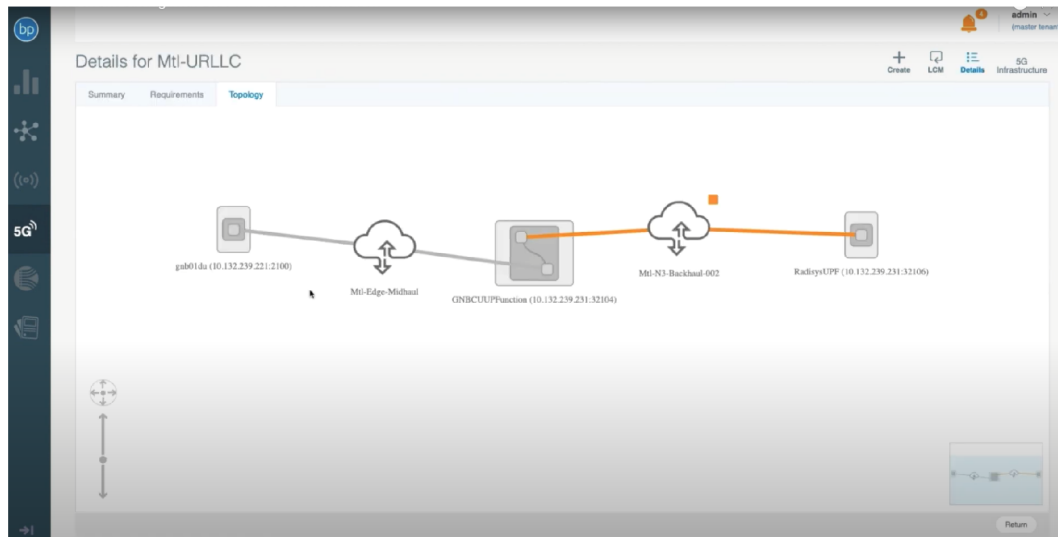 bp
admin
(master tenant
Details for Mtl-URLLC
Create
LCM
Details
5G
Infrastructure
Summary
Requirements
Topology
5G
gnb01du (10.132.239.221:2100)
Mtl-Edge-Midhaul
GNBCUUPFunction (10.132.239.231:32104)
Mtl-N3-Backhaul-002
RadisysUPF (10.132.239.231:32106)
Return